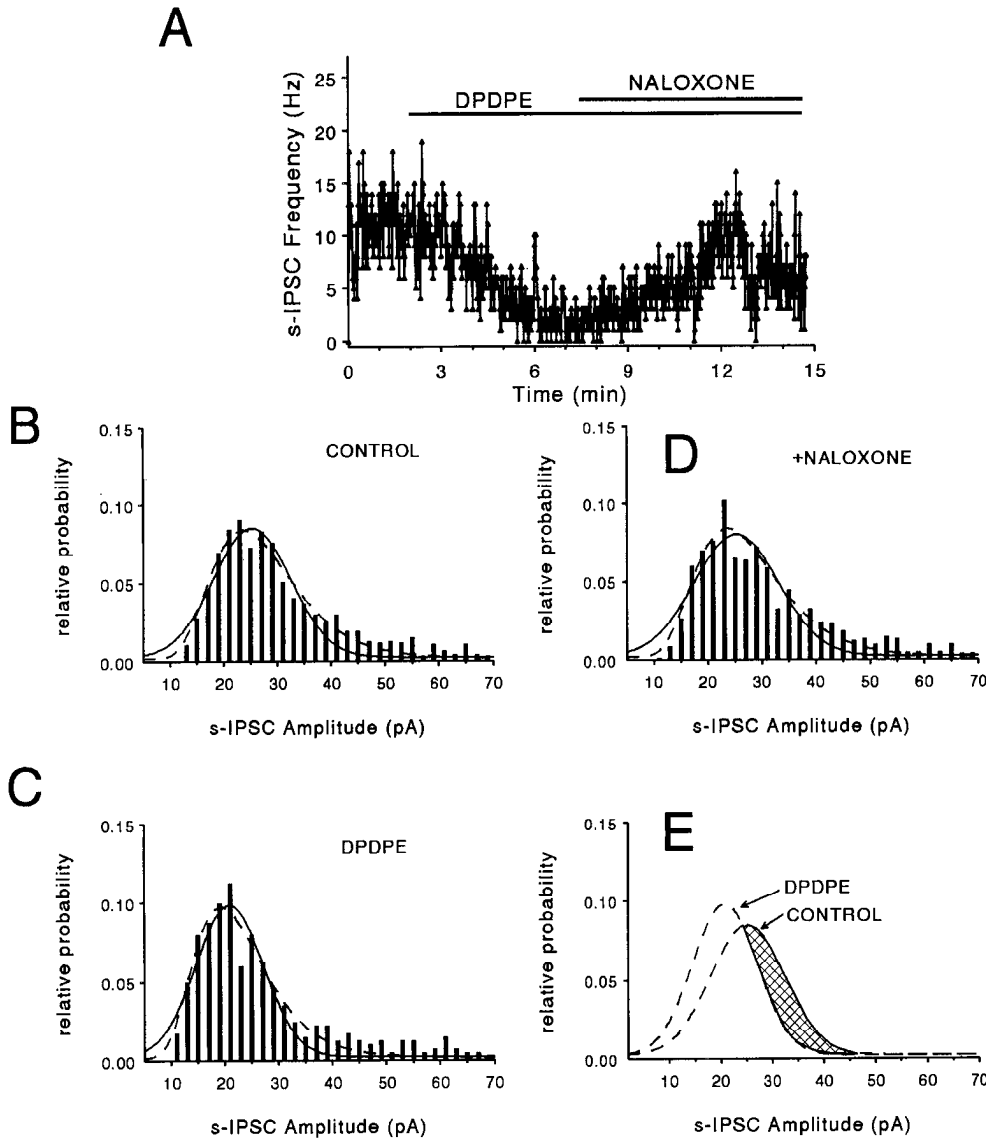 A
s-IPSC Frequency (Hz)
25
20
15
10
5
0
NALOXONE
DPDPE
0 3 6 9 12 15
Time (min)
B
relative probability
0.15
0.10
0.05
0.00
CONTROL
10 20 30 40 50 60 70
s-IPSC Amplitude (pA)
D
relative probability
0.15
0.10
0.05
0.00
+NALOXONE
10 20 30 40 50 60 70
s-IPSC Amplitude (pA)
C
relative probability
0.15
0.10
0.05
0.00
DPDPE
10 20 30 40 50 60 70
s-IPSC Amplitude (pA)
E
relative probability
0.15
0.10
0.05
0.00
DPDPE
CONTROL
10 20 30 40 50 60 70
s-IPSC Amplitude (pA)